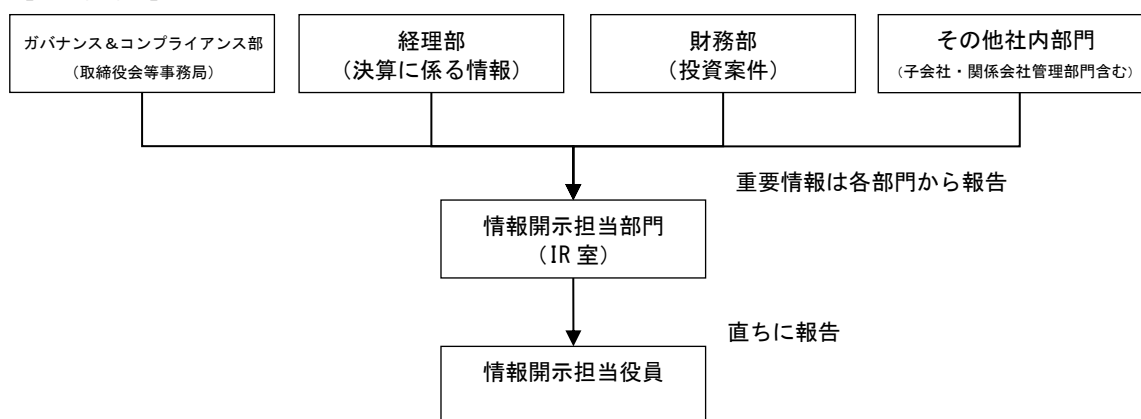 ガバナンス＆コンプライアンス部
（取締役会等事務局）
経理部
（決算に係る情報）
財務部
（投資案件）
その他社内部門
（子会社・関係会社管理部門含む）
重要情報は各部門から報告
情報開示担当部門
（IR 室）
直ちに報告
情報開示担当役員